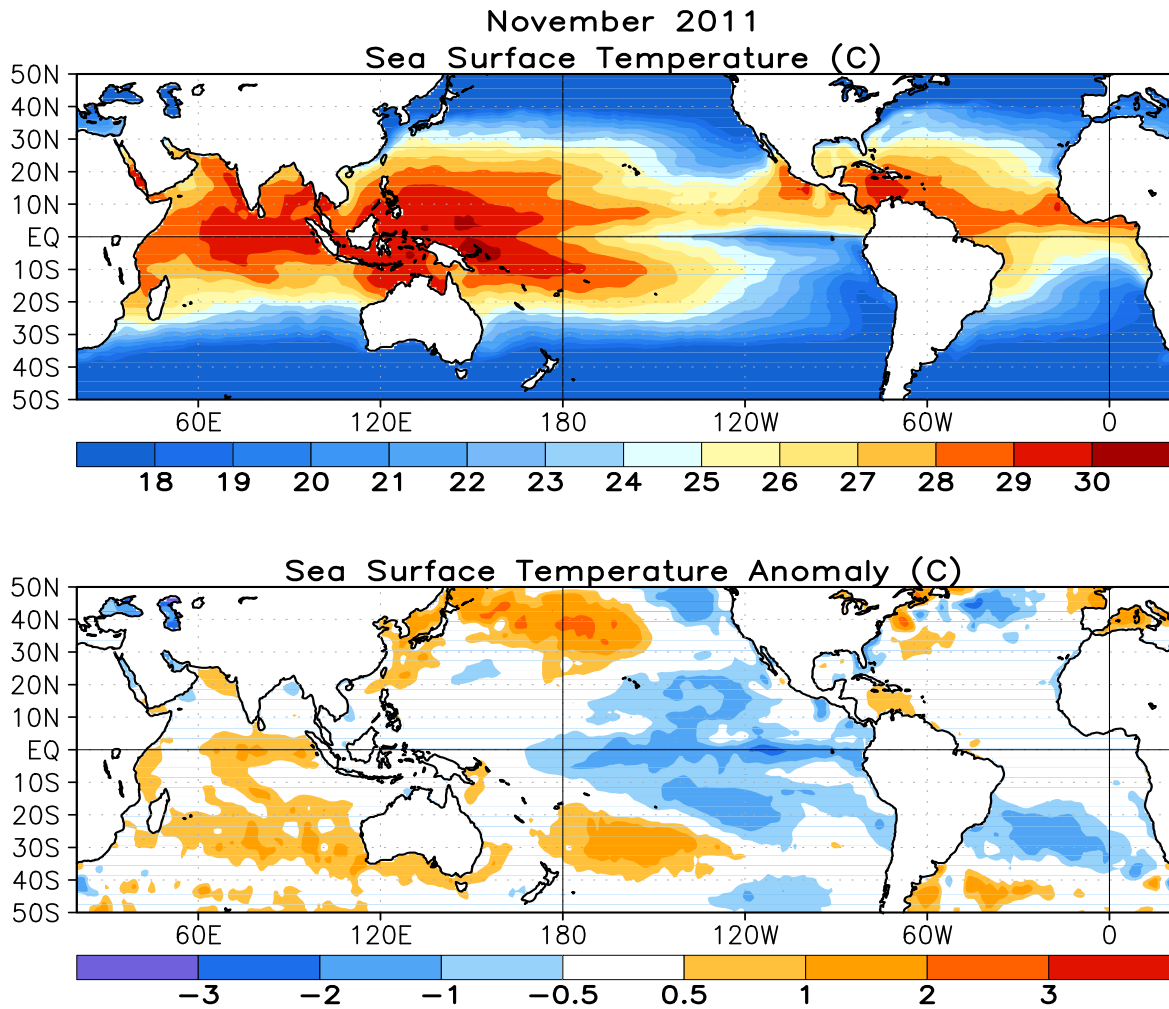 November 2011
Sea Surface Temperature (C)
50N
40N
30N
20N
10N
EQ
10S
20S
30S
40S
50S
60E 120E 180 120W 60W 0
18 19 20 21 22 23 24 25 26 27 28 29 30
Sea Surface Temperature Anomaly (C)
50N
40N
30N
20N
10N
EQ
10S
20S
30S
40S
50S
60E 120E 180 120W 60W 0
−3 −2 −1 −0.5 0.5 1 2 3